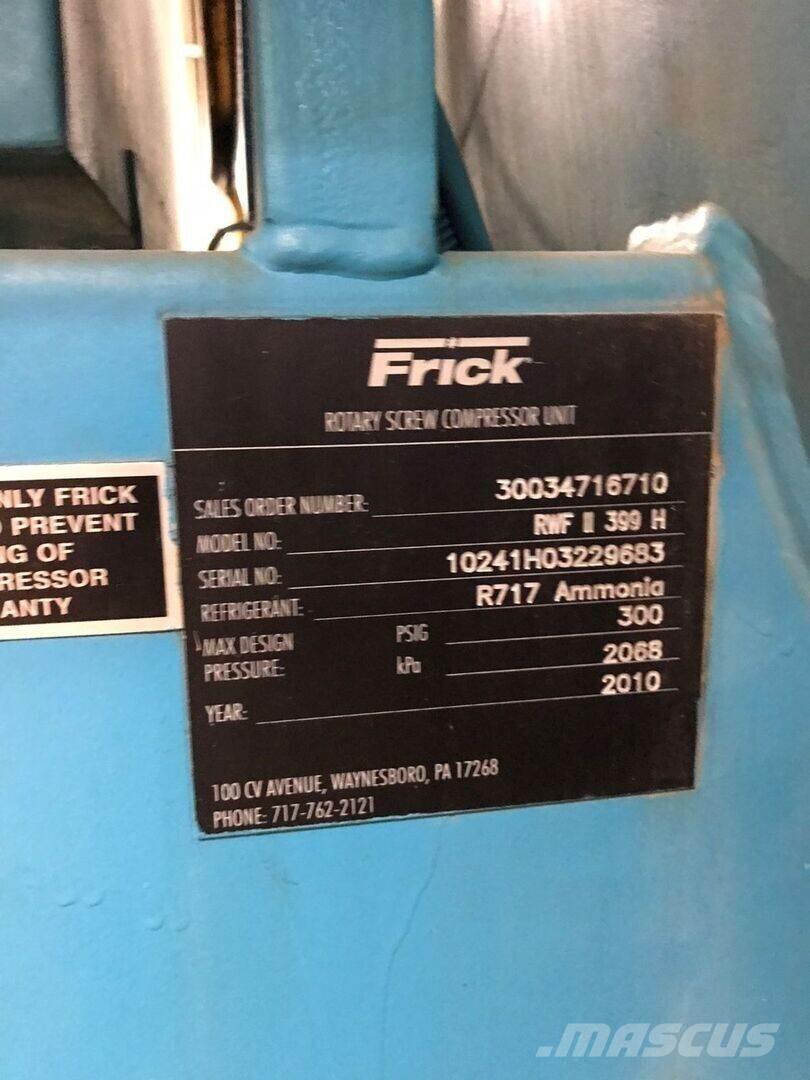 Frick
ROTARY SCREW COMPRESSOR UNIT
SALES ORDER NUMBER: 30034716710
MODEL NO: RWF II 399 H
SERIAL NO: 10241H03229683
REFRIGERANT: R717 Ammonia
MAX DESIGN PSIG 300
PRESSURE: kPa 2068
YEAR: 2010
100 CV AVENUE, WAYNESBORO, PA 17268
PHONE: 717-762-2121
NLY FRICK
PREVENT
NG OF
RESSOR
ANTY
.MASCUS